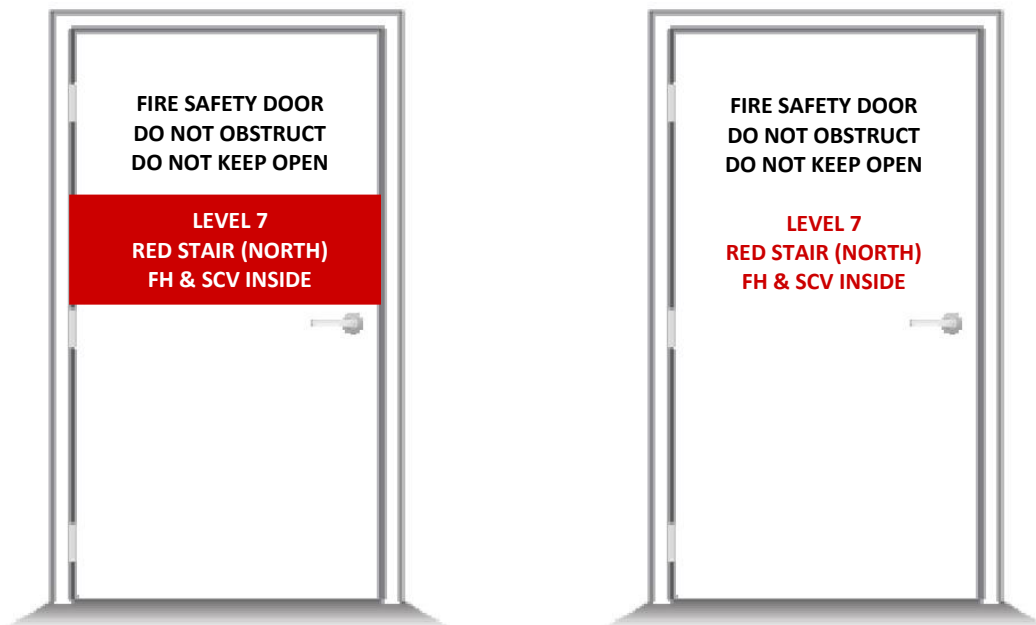 FIRE SAFETY DOOR
DO NOT OBSTRUCT
DO NOT KEEP OPEN
LEVEL 7
RED STAIR (NORTH)
FH & SCV INSIDE
FIRE SAFETY DOOR
DO NOT OBSTRUCT
DO NOT KEEP OPEN
LEVEL 7
RED STAIR (NORTH)
FH & SCV INSIDE